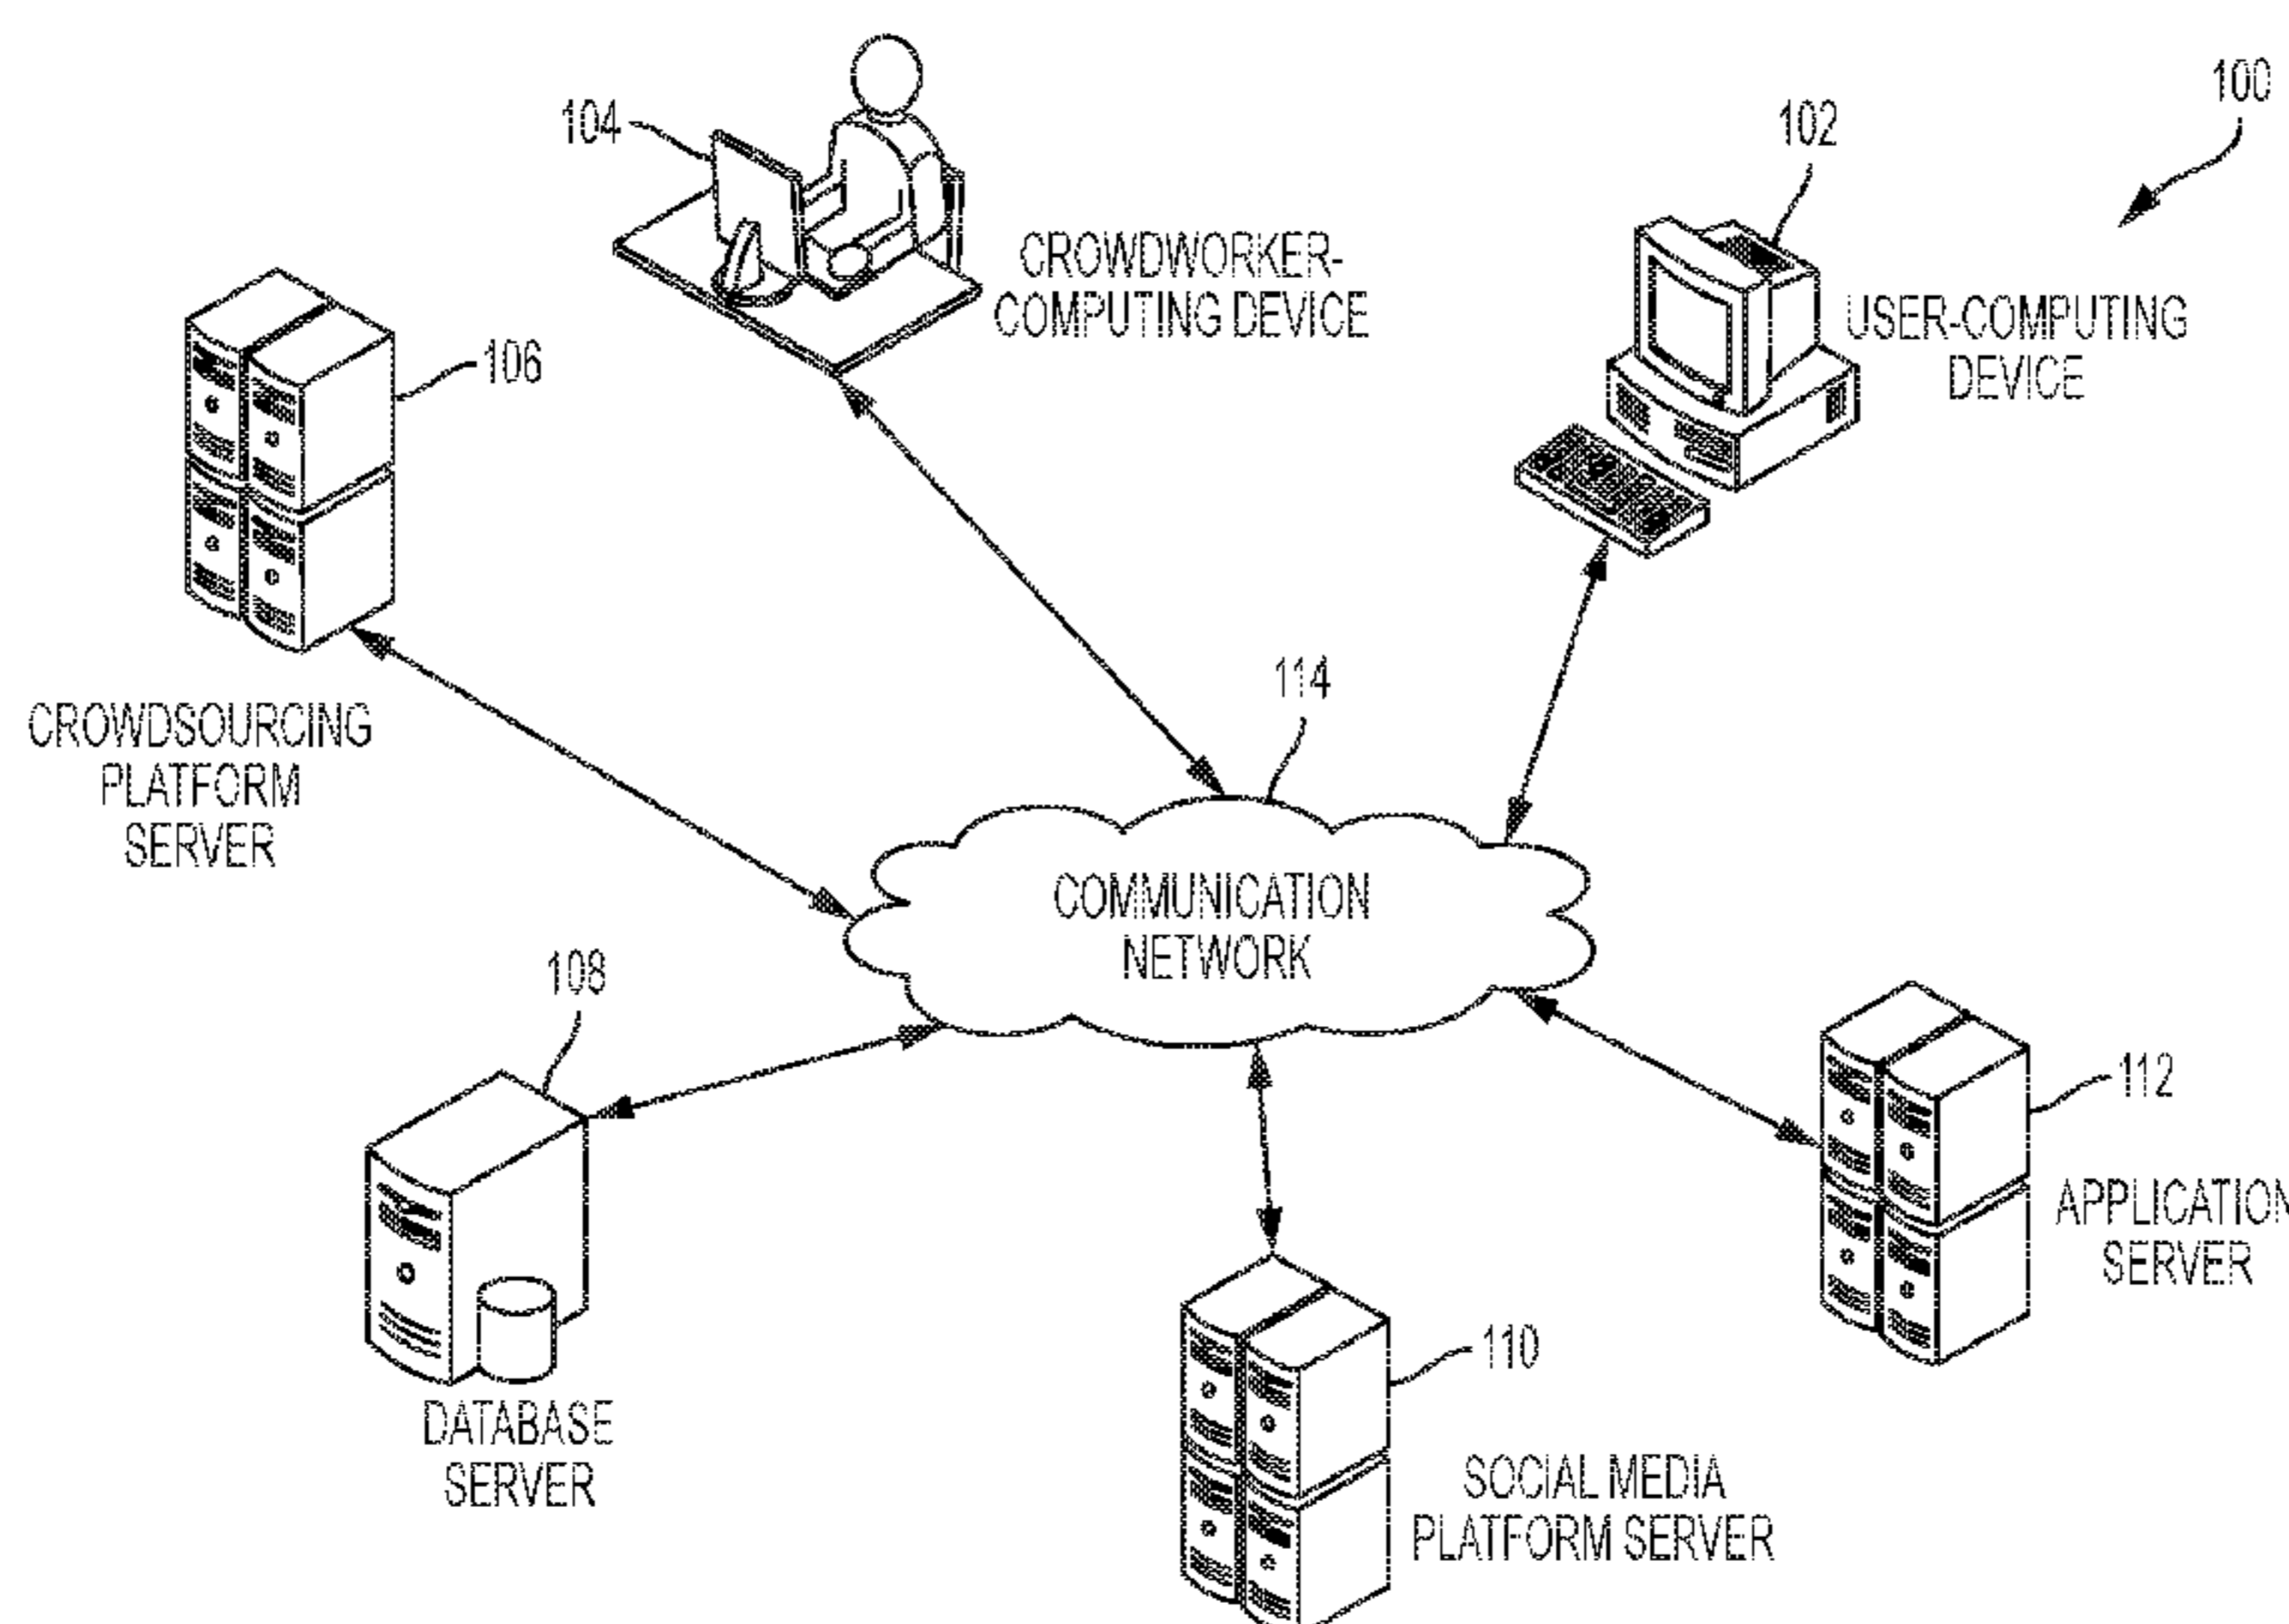 100
102
104
CROWDWORKER-
COMPUTING DEVICE
USER-COMPUTING
DEVICE
106
CROWDSOURCING
PLATFORM
SERVER
114
COMMUNICATION
NETWORK
108
DATABASE
SERVER
112
APPLICATION
SERVER
110
SOCIAL MEDIA
PLATFORM SERVER